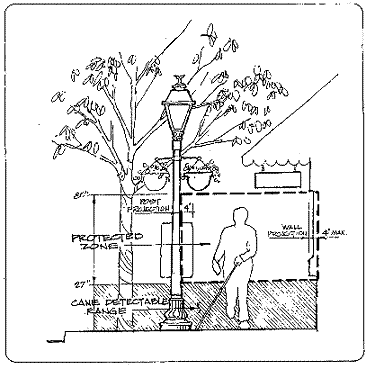 80"
POST
PROJECTION
4"
PROTECTED
ZONE
WALL
PROJECTION
4" MAX.
27"
CANE DETECTABLE
RANGE